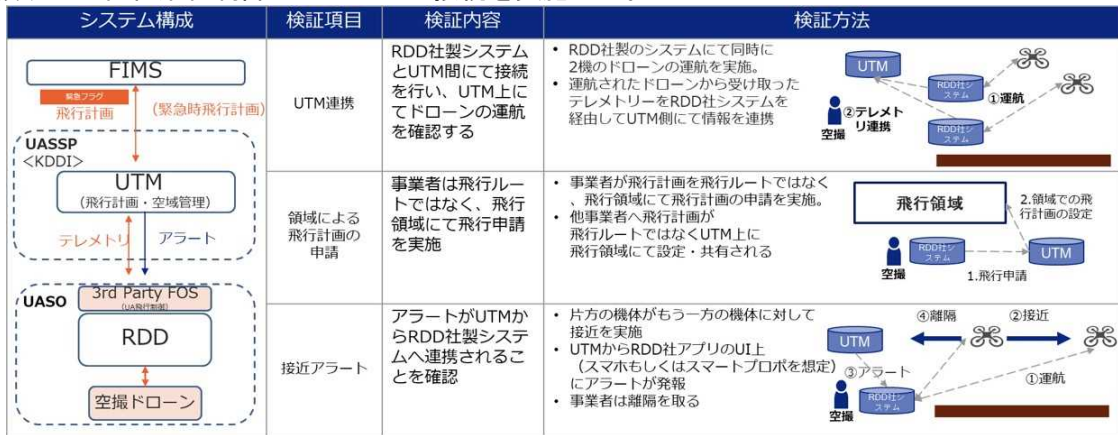 システム構成
検証項目
検証内容
検証方法
FIMS
緊急フラグ
飛行計画
(緊急時飛行計画)
UASSP
<KDDI>
UTM
(飛行計画・空域管理)
テレメトリ
アラート
UASO
3rd Party FOS
(UA飛行制御)
RDD
空撮ドローン
UTM連携
RDD社製システム
とUTM間にて接続
を行い、UTM上に
てドローンの運航
を確認する
• RDD社製のシステムにて同時に
2機のドローンの運航を実施。
• 運航されたドローンから受け取った
テレメトリーをRDD社システムを
経由してUTM側にて情報を連携
UTM
RDD社シ
ステム
①運航
②テレメト
リ連携
RDD社シ
ステム
空撮
領域による
飛行計画の
申請
事業者は飛行ルー
トではなく、飛行
領域にて飛行申請
を実施
• 事業者が飛行計画を飛行ルートではなく
、飛行領域にて飛行計画の申請を実施。
• 他事業者へ飛行計画が
飛行ルートではなくUTM上に
飛行領域にて設定・共有される
飛行領域
2.領域での飛
行計画の設定
RDD社シ
ステム
UTM
空撮
1.飛行申請
接近アラート
アラートがUTMか
らRDD社製システ
ムへ連携されるこ
とを確認
• 片方の機体がもう一方の機体に対して
接近を実施
• UTMからRDD社アプリのUI上
（スマホもしくはスマートプロポを想定）
にアラートが発報
• 事業者は離隔を取る
④離隔
②接近
UTM
③アラート
①運航
RDD社シ
ステム
空撮